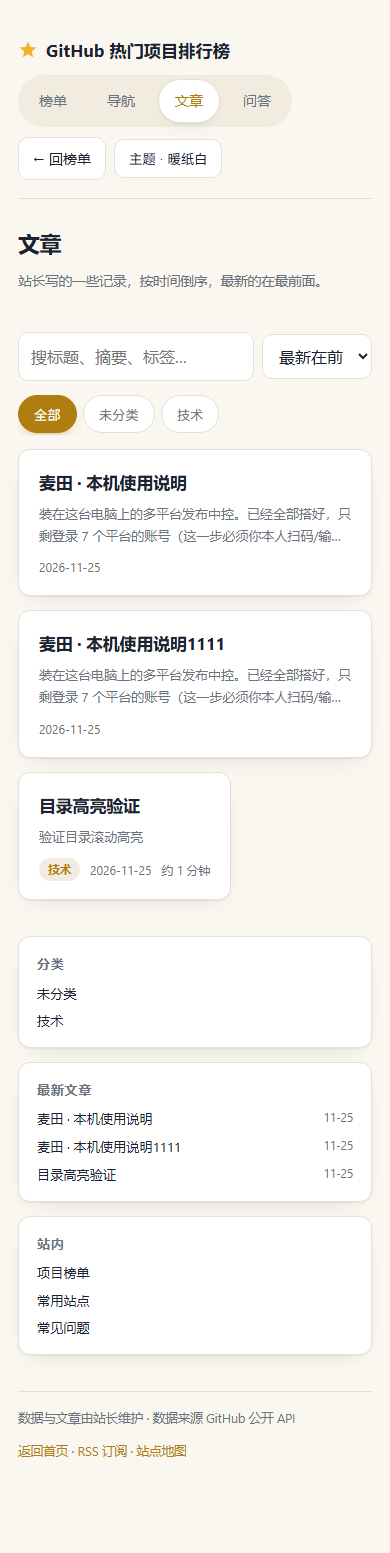 GitHub 热门项目排行榜
榜单 导航 文章 问答
← 回榜单 主题 · 暖纸白
文章
站长写的一些记录，按时间倒序，最新的在最前面。
搜标题、摘要、标签... 最新在前
全部 未分类 技术
麦田 · 本机使用说明
装在这台电脑上的多平台发布中控。已经全部搭好，只
剩登录 7 个平台的账号（这一步必须你本人扫码/输...
2026-11-25
麦田 · 本机使用说明1111
装在这台电脑上的多平台发布中控。已经全部搭好，只
剩登录 7 个平台的账号（这一步必须你本人扫码/输...
2026-11-25
目录高亮验证
验证目录滚动高亮
技术 2026-11-25 约 1 分钟
分类
未分类
技术
最新文章
麦田 · 本机使用说明 11-25
麦田 · 本机使用说明1111 11-25
目录高亮验证 11-25
站内
项目榜单
常用站点
常见问题
数据与文章由站长维护 · 数据来源 GitHub 公开 API
返回首页 · RSS 订阅 · 站点地图